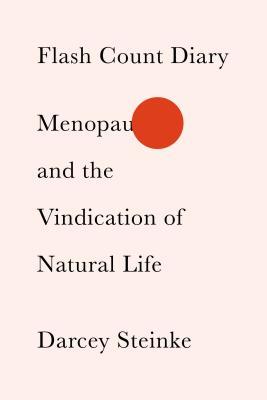 Flash Count Diary
Menopau
and the
Vindication of
Natural Life
Darcey Steinke